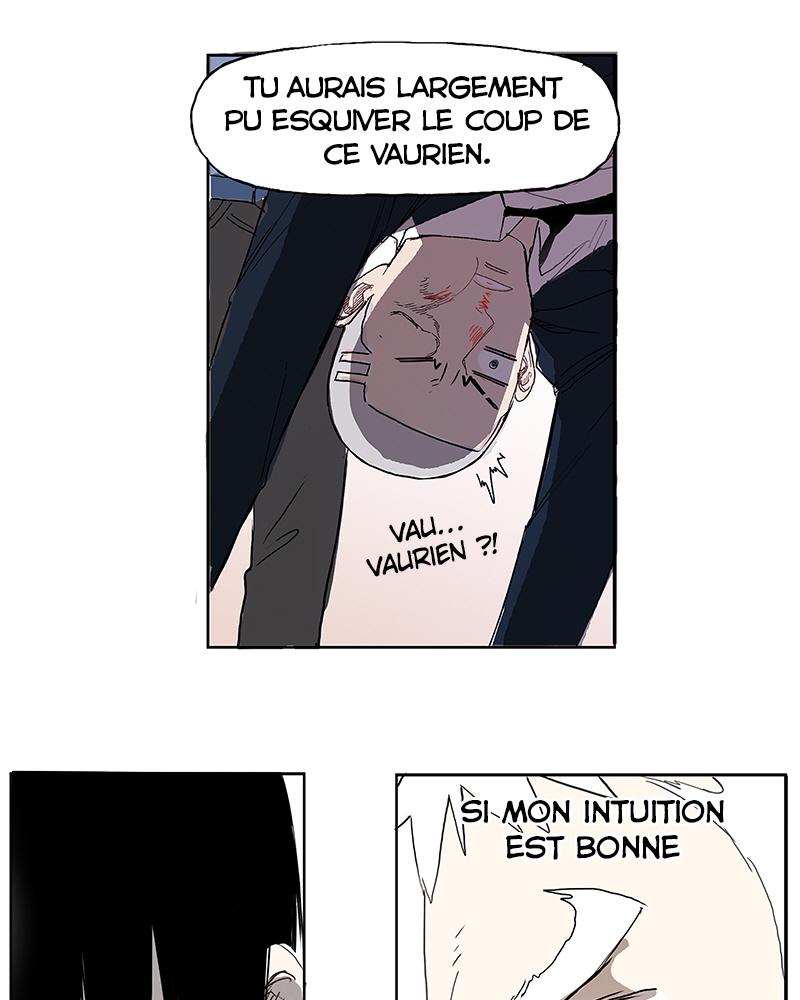 TU AURAIS LARGEMENT
PU ESQUIVER LE COUP DE
CE VAURIEN.
VAU...
VAURIEN ?!
SI MON INTUITION
EST BONNE